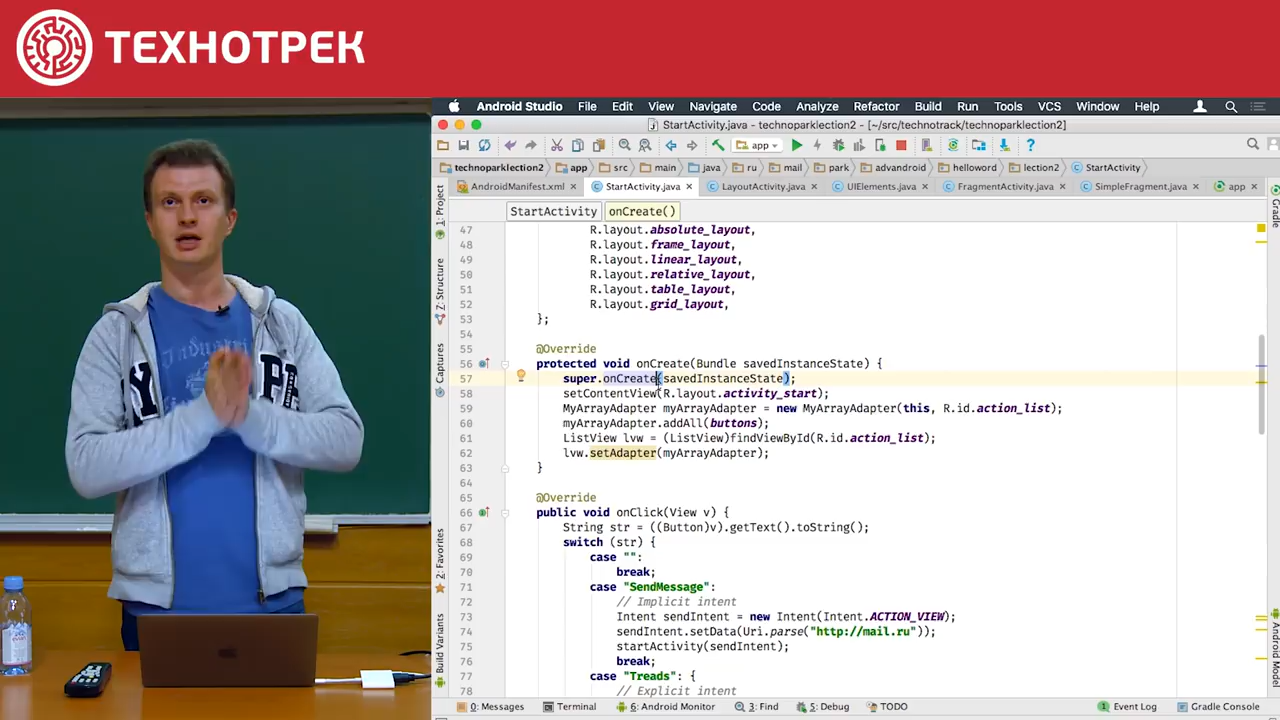 ТЕХНОТРЕК
Android Studio File Edit View Navigate Code Analyze Refactor Build Run Tools VCS Window Help
StartActivity.java - technoparklection2 - [~/src/technotrack/technoparklection2]
app
technoparklection2 app src main java ru mail park advandroid helloword lection2 StartActivity
AndroidManifest.xml StartActivity.java LayoutActivity.java UIElements.java FragmentActivity.java SimpleFragment.java app
StartActivity onCreate()
1: Project
7: Structure
Captures
2: Favorites
Build Variants
Gradle
Android Model
47 R.layout.absolute_layout,
48 R.layout.frame_layout,
49 R.layout.linear_layout,
50 R.layout.relative_layout,
51 R.layout.table_layout,
52 R.layout.grid_layout,
53 };
54
55 @Override
56 protected void onCreate(Bundle savedInstanceState) {
57 super.onCreate(savedInstanceState);
58 setContentView(R.layout.activity_start);
59 MyArrayAdapter myArrayAdapter = new MyArrayAdapter(this, R.id.action_list);
60 myArrayAdapter.addAll(buttons);
61 ListView lvw = (ListView)findViewById(R.id.action_list);
62 lvw.setAdapter(myArrayAdapter);
63 }
64
65 @Override
66 public void onClick(View v) {
67 String str = ((Button)v).getText().toString();
68 switch (str) {
69 case "":
70 break;
71 case "SendMessage":
72 // Implicit intent
73 Intent sendIntent = new Intent(Intent.ACTION_VIEW);
74 sendIntent.setData(Uri.parse("http://mail.ru"));
75 startActivity(sendIntent);
76 break;
77 case "Treads": {
78 // Explicit intent
0: Messages Terminal 6: Android Monitor 3: Find 5: Debug TODO Event Log Gradle Console